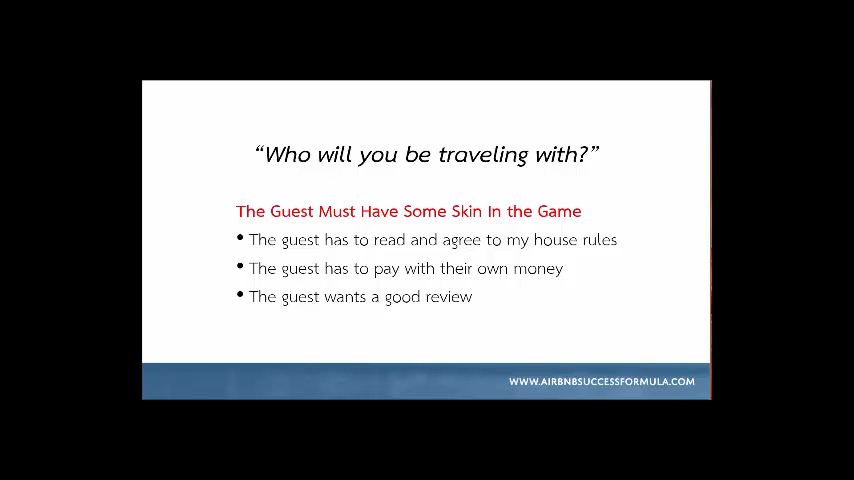 “Who will you be traveling with?”
The Guest Must Have Some Skin In the Game
• The guest has to read and agree to my house rules
• The guest has to pay with their own money
• The guest wants a good review
WWW.AIRBNBSUCCESSFORMULA.COM